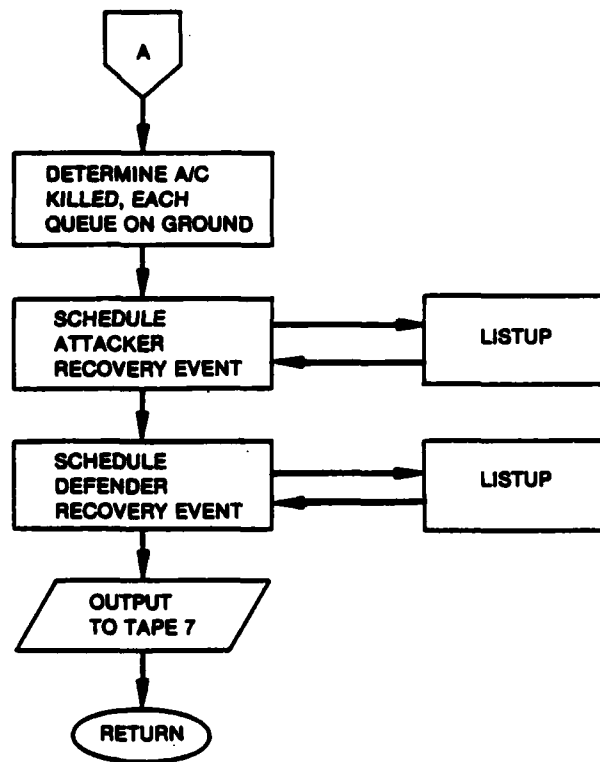 A
DETERMINE A/C
KILLED, EACH
QUEUE ON GROUND
SCHEDULE
ATTACKER
RECOVERY EVENT
LISTUP
SCHEDULE
DEFENDER
RECOVERY EVENT
LISTUP
OUTPUT
TO TAPE 7
RETURN